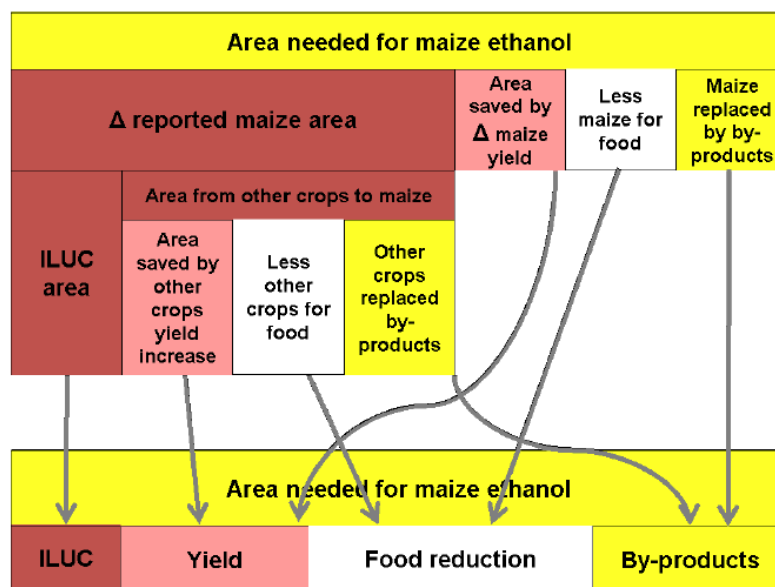 Area needed for maize ethanol
Δ reported maize area
Area
saved by
Δ maize
yield
Less
maize for
food
Maize
replaced
by by-
products
Area from other crops to maize
ILUC
area
Area
saved by
other
crops
yield
increase
Less
other
crops for
food
Other
crops
replaced
by-
products
Area needed for maize ethanol
ILUC
Yield
Food reduction
By-products